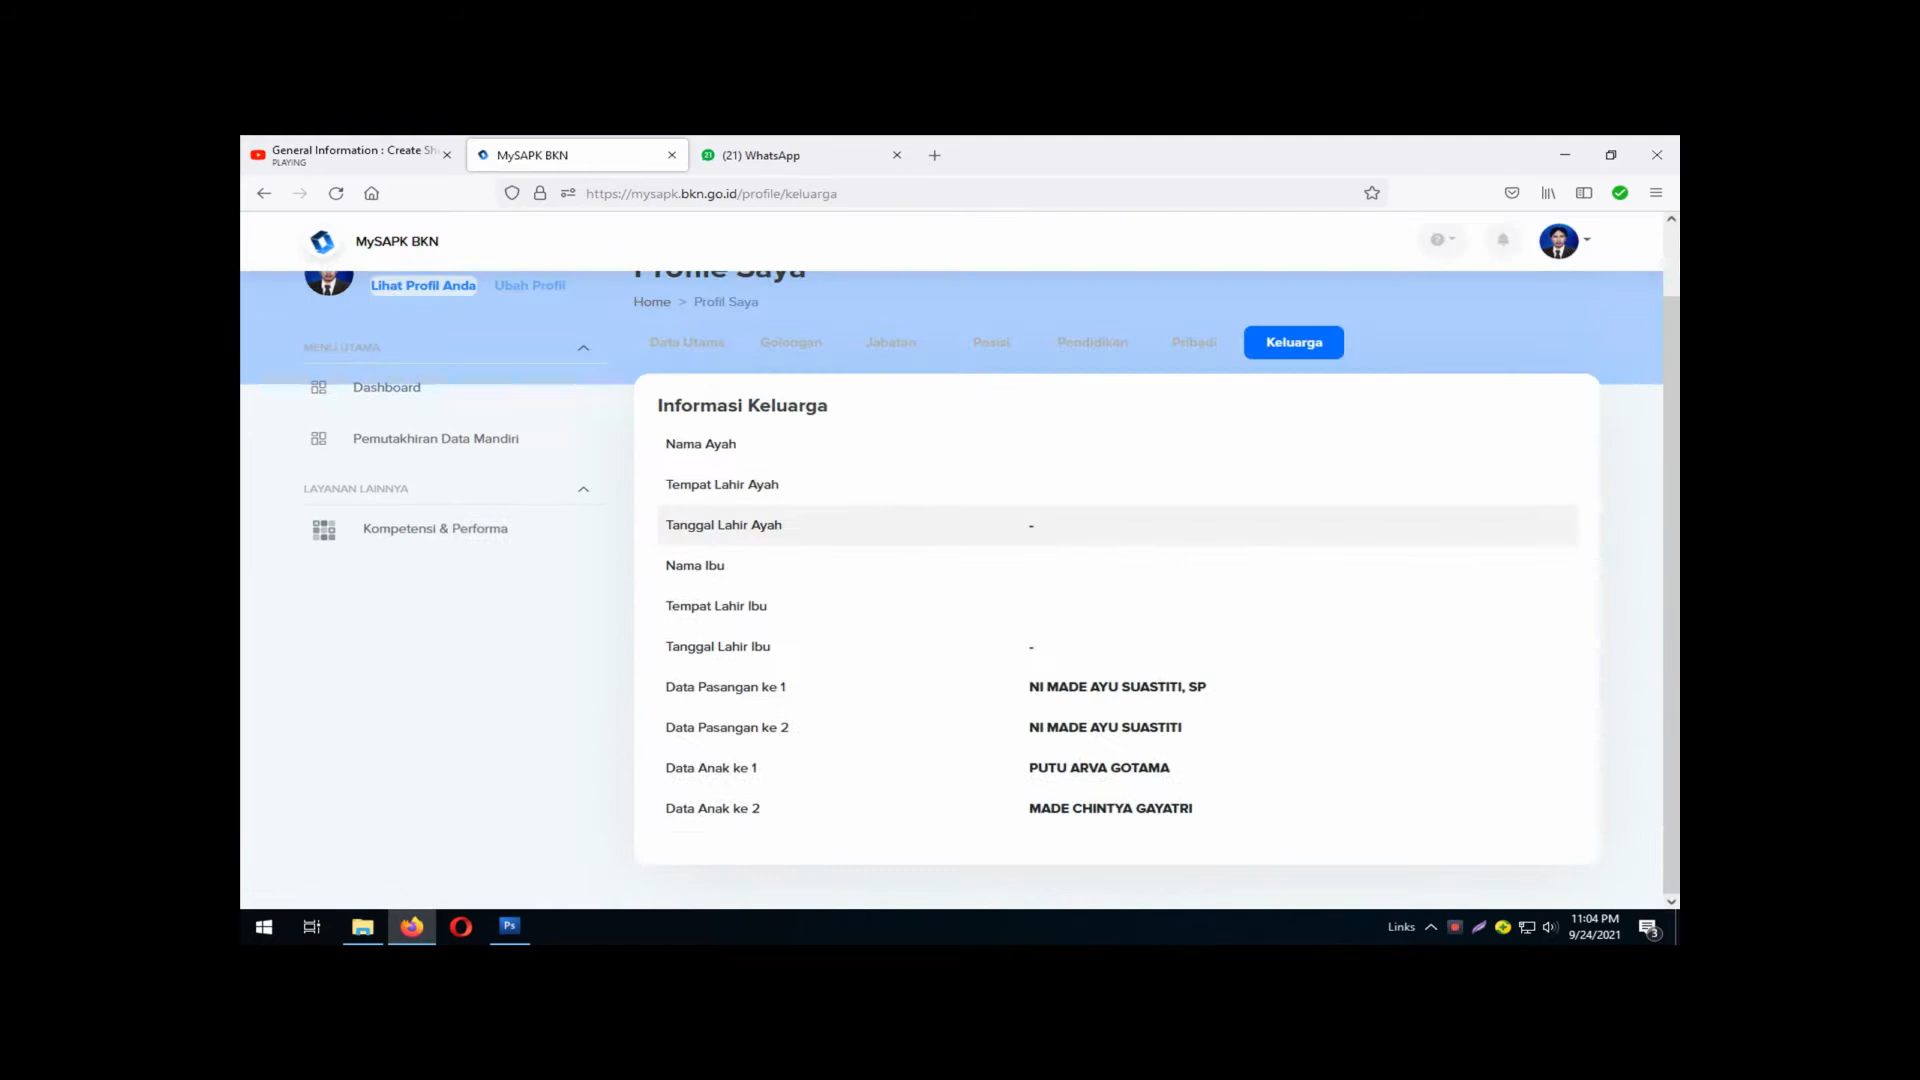 General Information : Create Sh
PLAYING
MySAPK BKN
(21) WhatsApp
https://mysapk.bkn.go.id/profile/keluarga
MySAPK BKN
Profile Saya
Lihat Profil Anda
Ubah Profil
Home > Profil Saya
MENU UTAMA
Dashboard
Pemutakhiran Data Mandiri
LAYANAN LAINNYA
Kompetensi & Performa
Data Utama
Golongan
Jabatan
Posisi
Pendidikan
Pribadi
Keluarga
Informasi Keluarga
Nama Ayah
Tempat Lahir Ayah
Tanggal Lahir Ayah -
Nama Ibu
Tempat Lahir Ibu
Tanggal Lahir Ibu -
Data Pasangan ke 1 NI MADE AYU SUASTITI, SP
Data Pasangan ke 2 NI MADE AYU SUASTITI
Data Anak ke 1 PUTU ARVA GOTAMA
Data Anak ke 2 MADE CHINTYA GAYATRI
Ps
Links
11:04 PM
9/24/2021
3